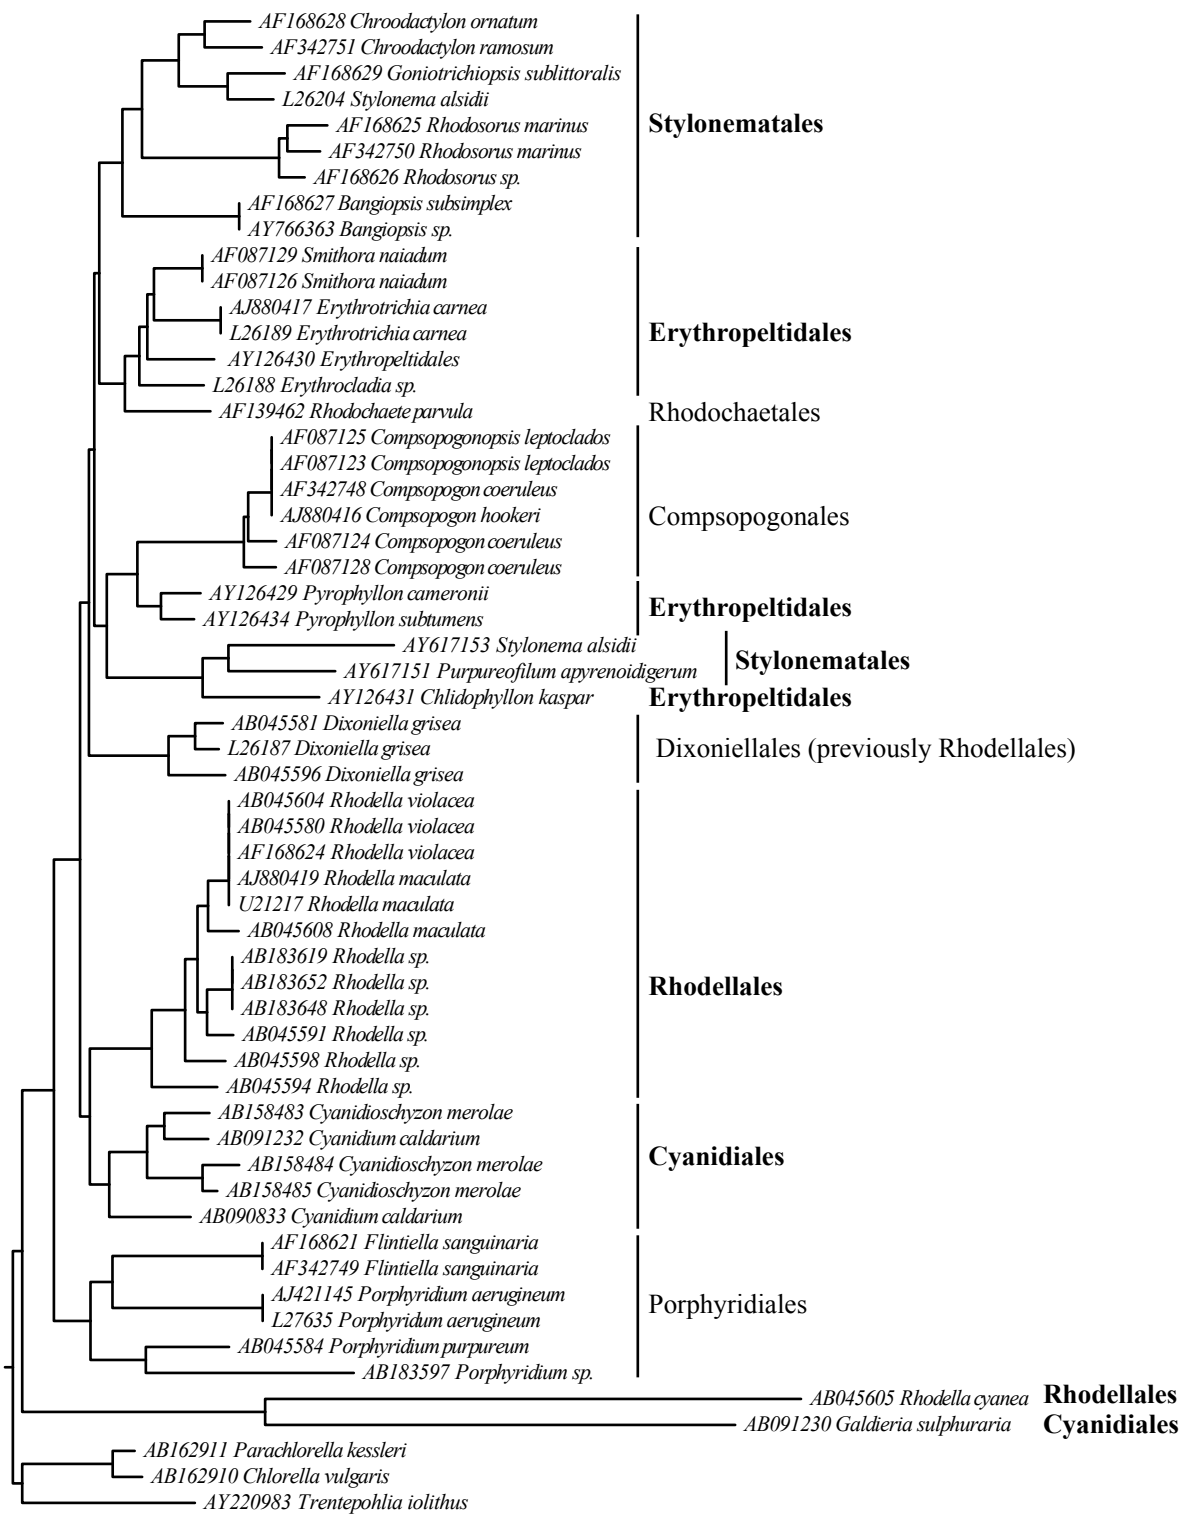 AF168628 Chroodactylon ornatum
AF342751 Chroodactylon ramosum
AF168629 Goniotrichiopsis sublittoralis
L26204 Stylonema alsidii
Stylonematales
AF168625 Rhodosorus marinus
AF342750 Rhodosorus marinus
AF168626 Rhodosorus sp.
AF168627 Bangiopsis subsimplex
AY766363 Bangiopsis sp.
AF087129 Smithora naiadum
AF087126 Smithora naiadum
AJ880417 Erythrotrichia carnea
L26189 Erythrotrichia carnea
Erythropeltidales
AY126430 Erythropeltidales
L26188 Erythrocladia sp.
AF139462 Rhodochaete parvula
Rhodochaetales
AF087125 Compsopogonopsis leptoclados
AF087123 Compsopogonopsis leptoclados
AF342748 Compsopogon coeruleus
AJ880416 Compsopogon hookeri
Compsopogonales
AF087124 Compsopogon coeruleus
AF087128 Compsopogon coeruleus
AY126429 Pyrophyllon cameronii
Erythropeltidales
AY126434 Pyrophyllon subtumens
AY617153 Stylonema alsidii
Stylonematales
AY617151 Purpureofilum apyrenoidigerum
AY126431 Chlidophyllon kaspar
Erythropeltidales
AB045581 Dixoniella grisea
L26187 Dixoniella grisea
Dixoniellales (previously Rhodellales)
AB045596 Dixoniella grisea
AB045604 Rhodella violacea
AB045580 Rhodella violacea
AF168624 Rhodella violacea
AJ880419 Rhodella maculata
U21217 Rhodella maculata
AB045608 Rhodella maculata
AB183619 Rhodella sp.
AB183652 Rhodella sp.
Rhodellales
AB183648 Rhodella sp.
AB045591 Rhodella sp.
AB045598 Rhodella sp.
AB045594 Rhodella sp.
AB158483 Cyanidioschyzon merolae
AB091232 Cyanidium caldarium
Cyanidiales
AB158484 Cyanidioschyzon merolae
AB158485 Cyanidioschyzon merolae
AB090833 Cyanidium caldarium
AF168621 Flintiella sanguinaria
AF342749 Flintiella sanguinaria
AJ421145 Porphyridium aerugineum
Porphyridiales
L27635 Porphyridum aerugineum
AB045584 Porphyridium purpureum
AB183597 Porphyridium sp.
AB045605 Rhodella cyanea
Rhodellales
AB091230 Galdieria sulphuraria
Cyanidiales
AB162911 Parachlorella kessleri
AB162910 Chlorella vulgaris
AY220983 Trentepohlia iolithus